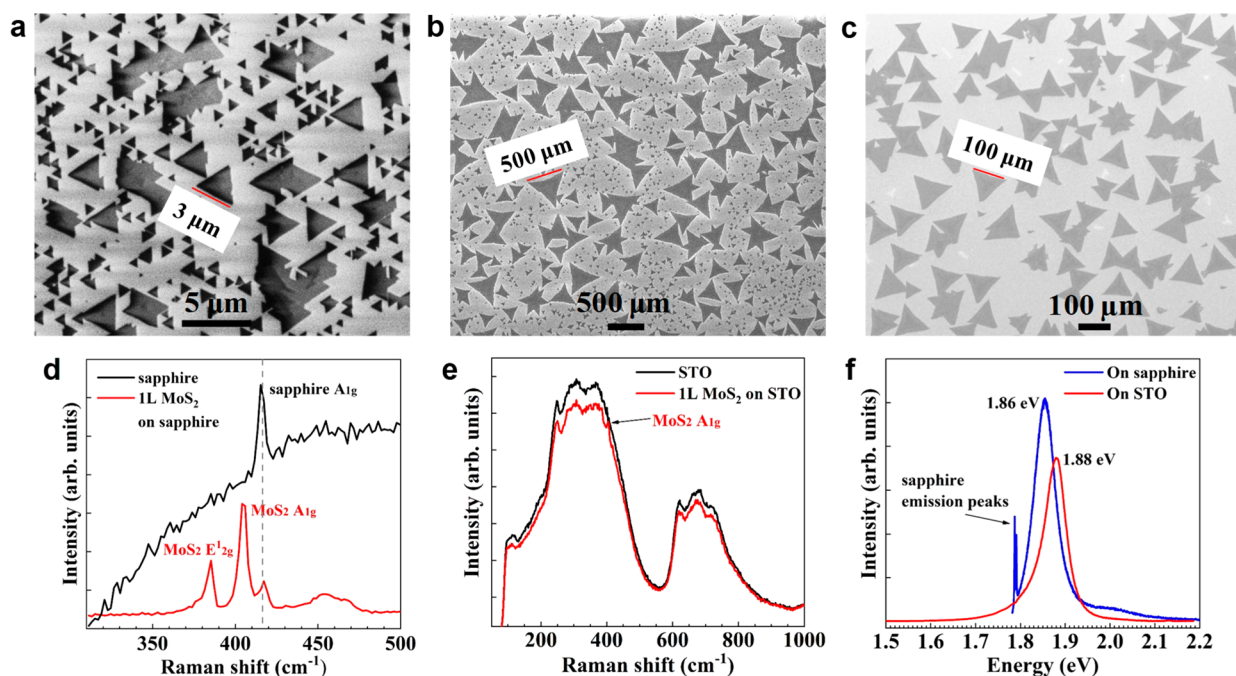 a
3 μm
5 μm
b
500 μm
500 μm
c
100 μm
100 μm
d
sapphire
1L MoS2
on sapphire
sapphire A1g
MoS2 A1g
MoS2 E12g
Intensity (arb. units)
350 400 450 500
Raman shift (cm-1)
e
STO
1L MoS2 on STO
MoS2 A1g
Intensity (arb. units)
200 400 600 800 1000
Raman shift (cm-1)
f
On sapphire
On STO
1.86 eV
1.88 eV
sapphire
emission peaks
Intensity (arb. units)
1.5 1.6 1.7 1.8 1.9 2.0 2.1 2.2
Energy (eV)